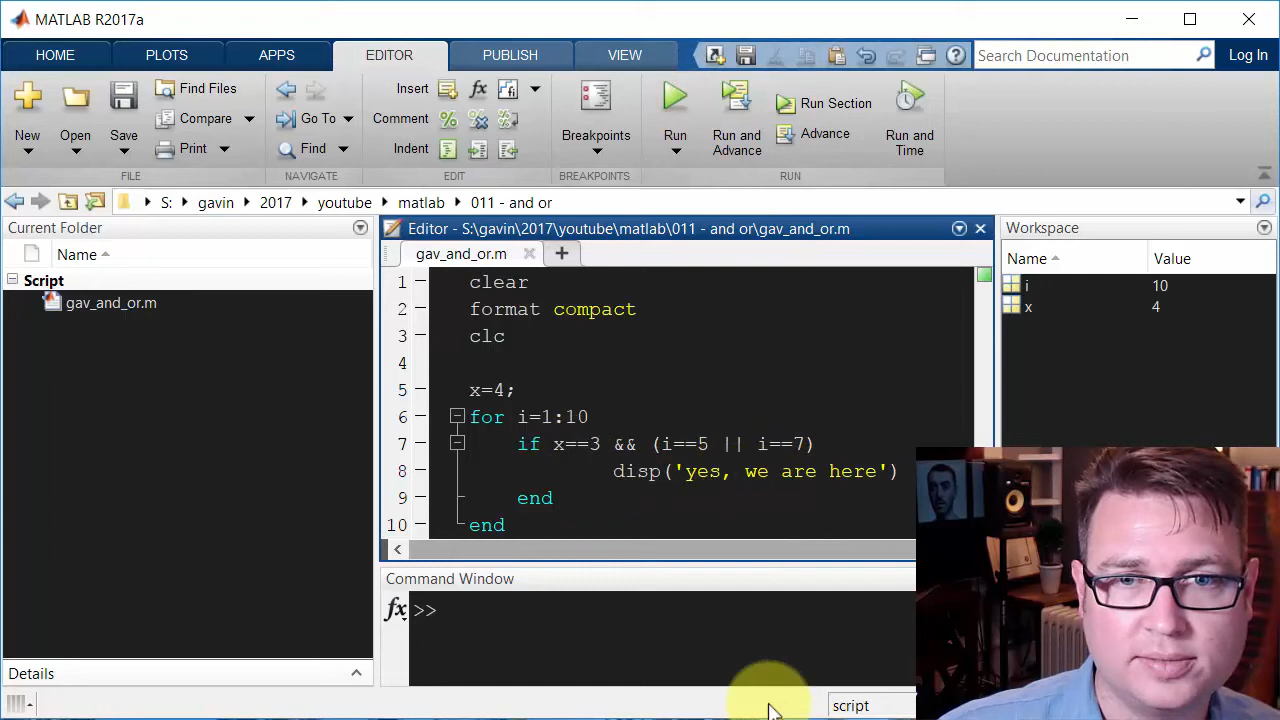 MATLAB R2017a
HOME PLOTS APPS EDITOR PUBLISH VIEW Search Documentation Log In
New Open Save Find Files Compare Print
Go To Find
Insert fx
Comment % %
Indent
Breakpoints Run Run and Advance Run Section Advance Run and Time
FILE NAVIGATE EDIT BREAKPOINTS RUN
S: gavin 2017 youtube matlab 011 - and or
Current Folder
Name
Script
gav_and_or.m
Details
Editor - S:\gavin\2017\youtube\matlab\011 - and or\gav_and_or.m
gav_and_or.m
1 clear
2 format compact
3 clc
4
5 x=4;
6 for i=1:10
7 if x==3 && (i==5 || i==7)
8 disp('yes, we are here')
9 end
10 end
Command Window
fx >>
script
Workspace
Name Value
i 10
x 4